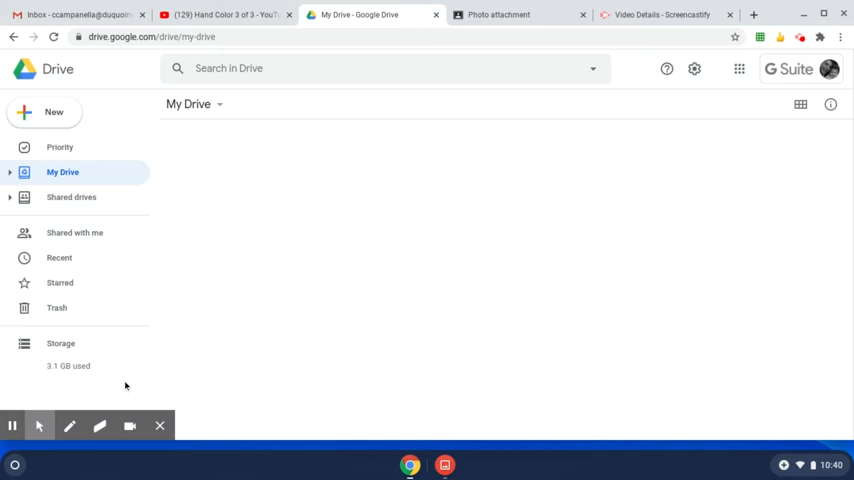 Inbox - ccampanella@duquoin
(129) Hand Color 3 of 3 - YouTu
My Drive - Google Drive
Photo attachment
Video Details - Screencastify
drive.google.com/drive/my-drive
Drive
Search in Drive
G Suite
New
My Drive
Priority
My Drive
Shared drives
Shared with me
Recent
Starred
Trash
Storage
3.1 GB used
10:40